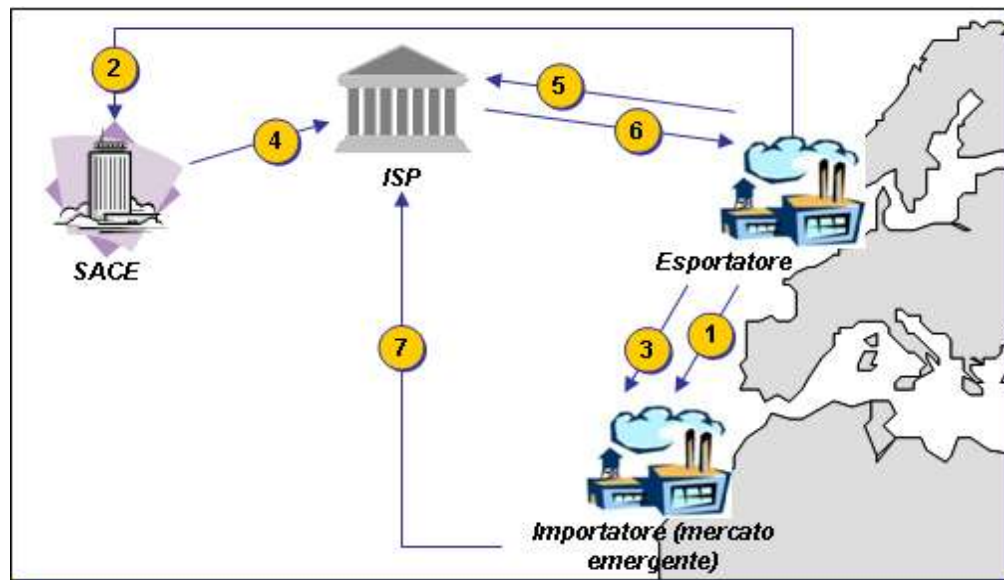 2
5
4
6
ISP
SACE
Esportatore
7
3
1
Importatore (mercato
emergente)